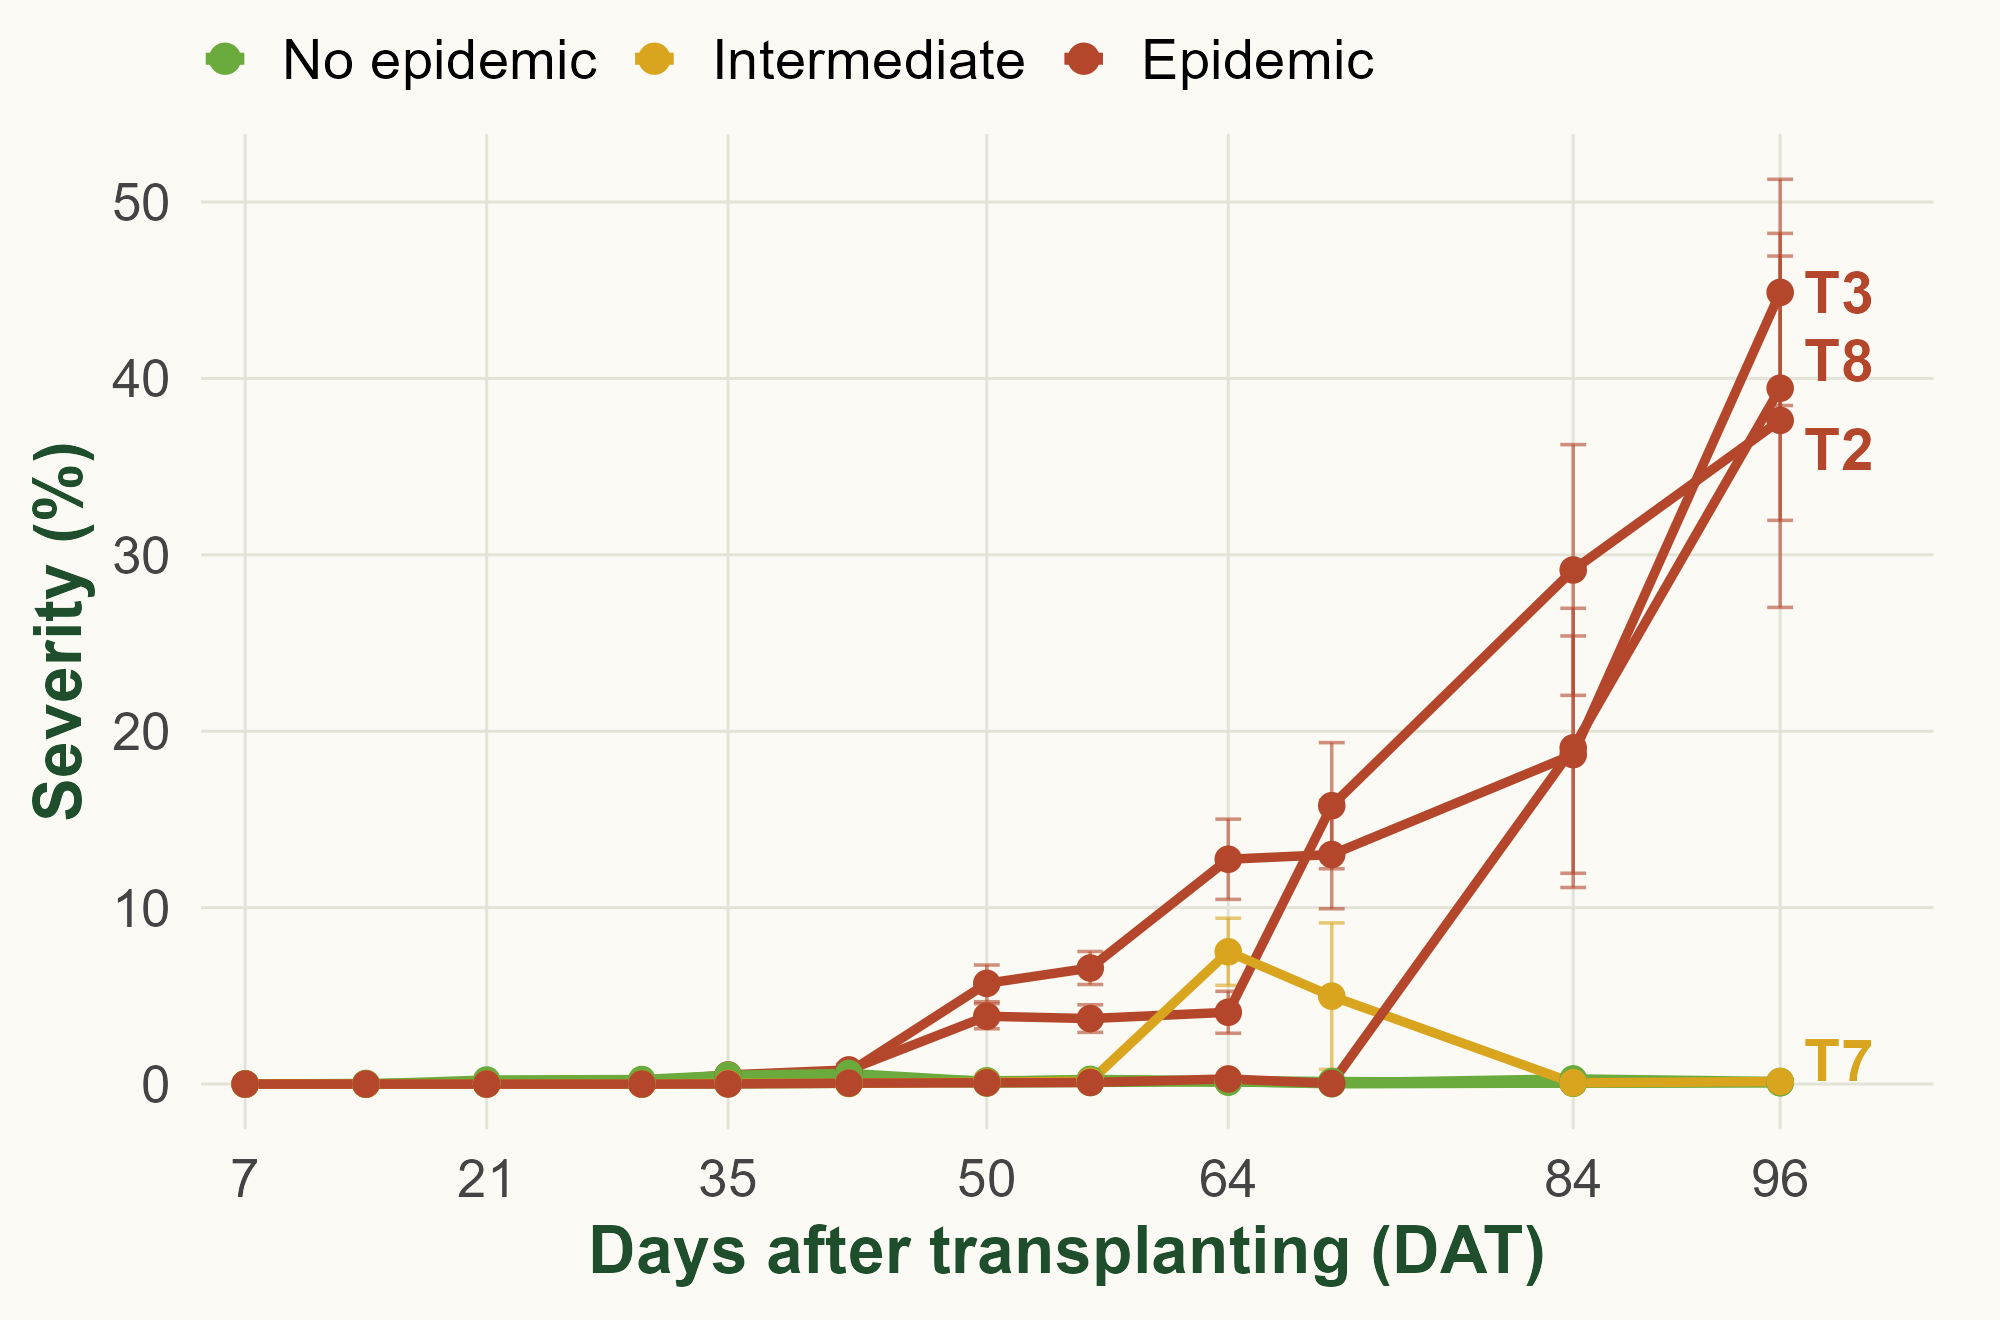 No epidemic Intermediate Epidemic
50
40
30
20
10
0
Severity (%)
T3
T8
T2
T7
7 21 35 50 64 84 96
Days after transplanting (DAT)